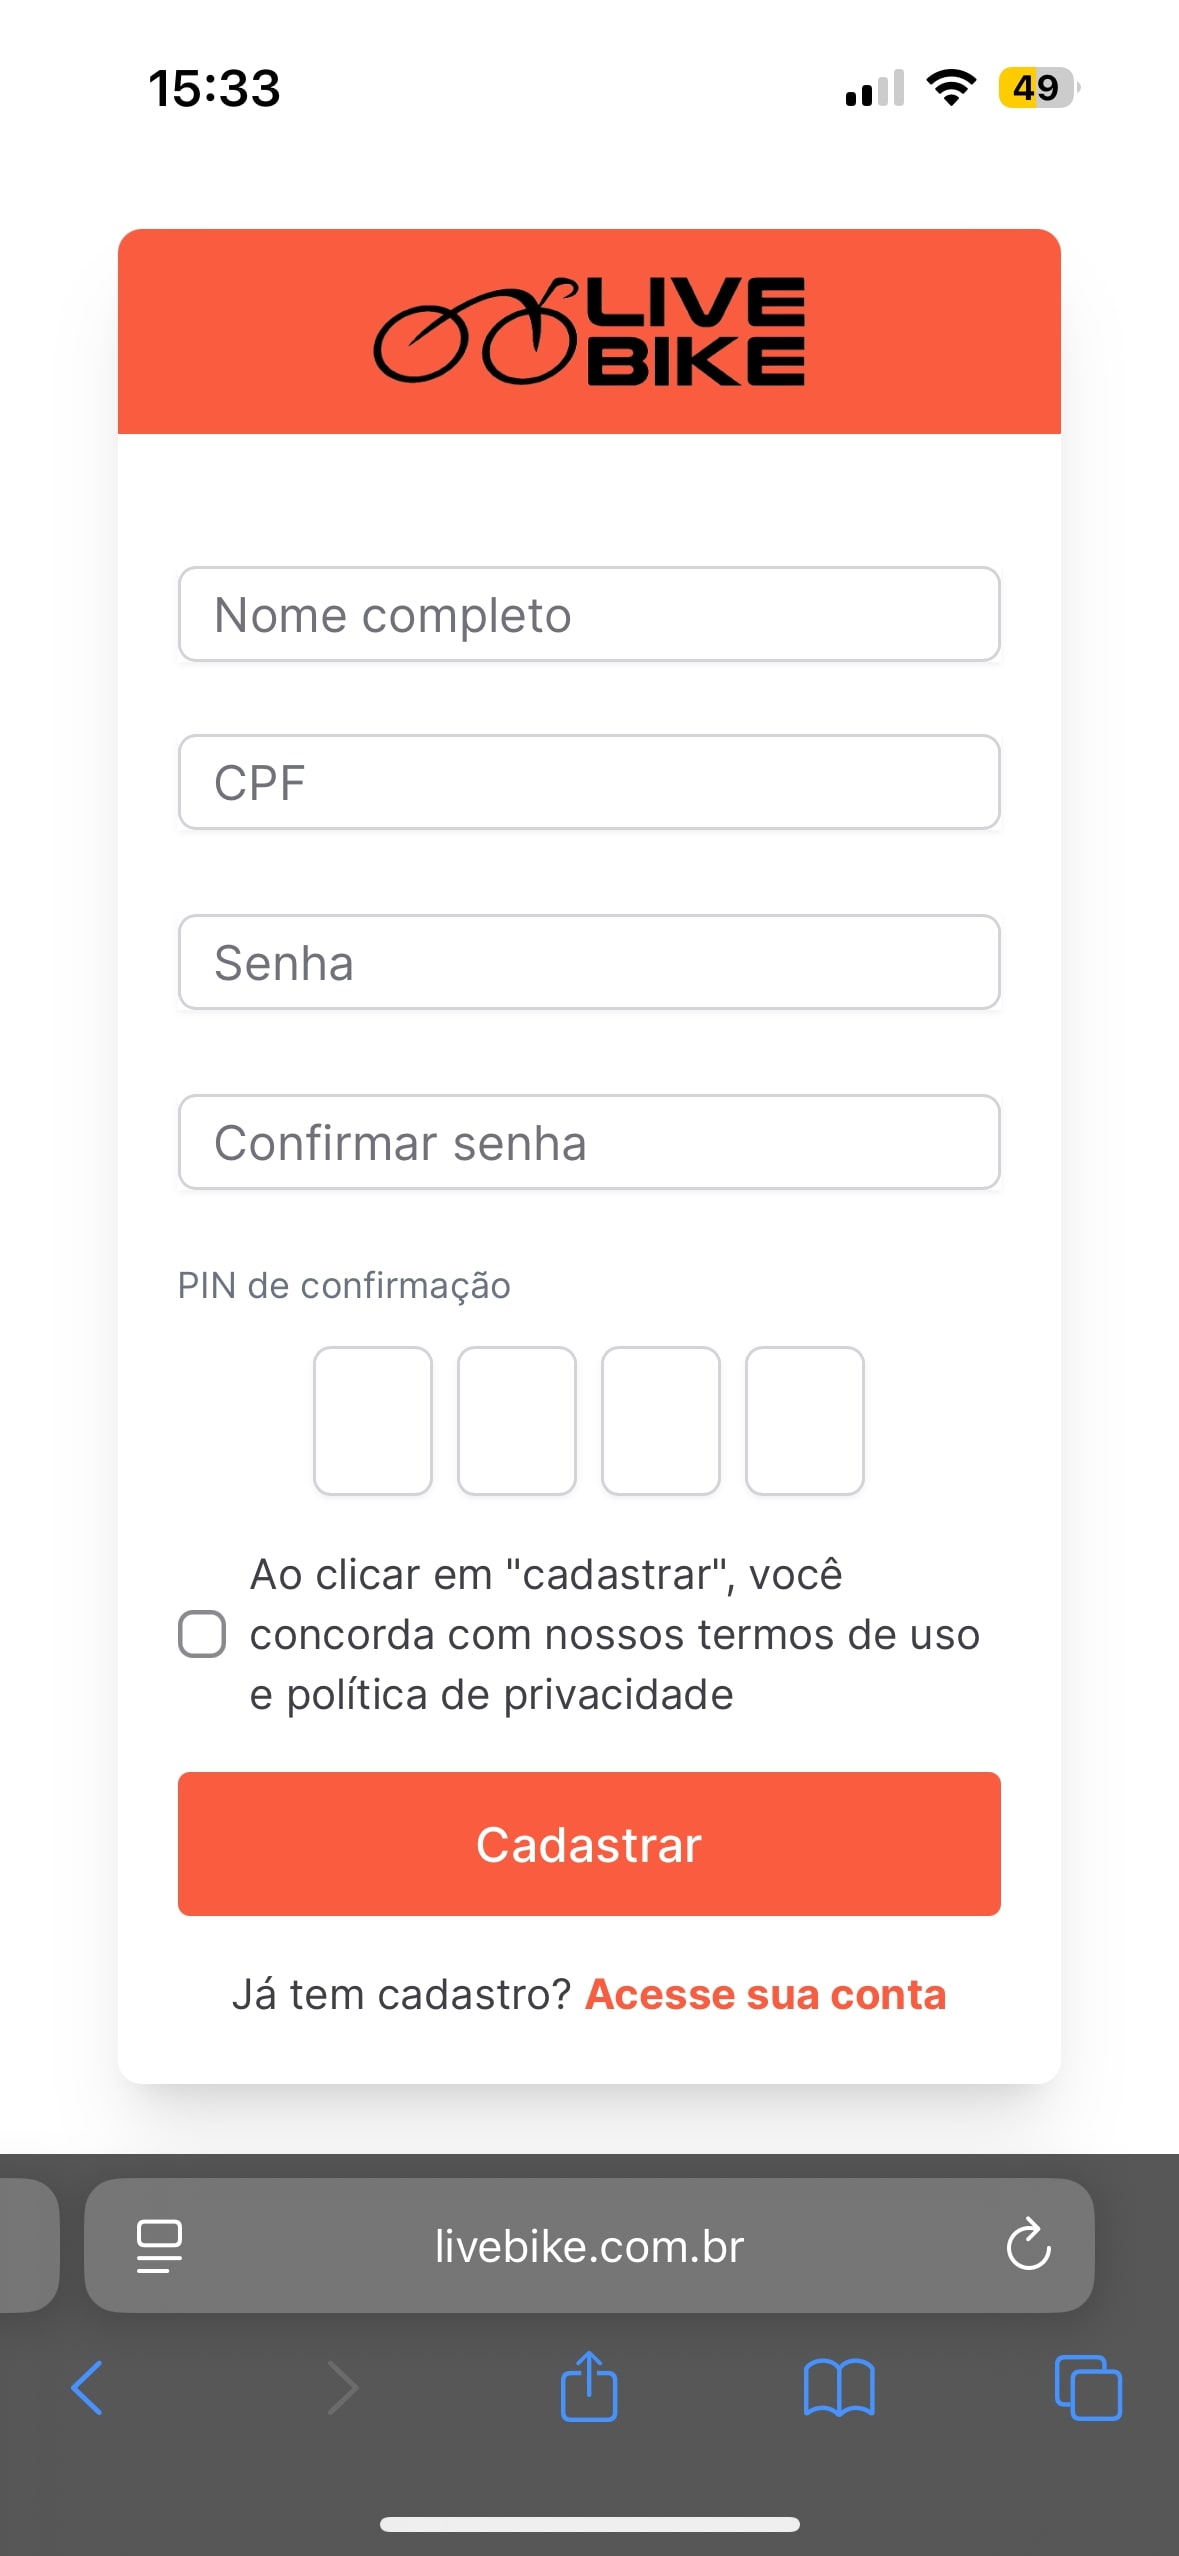 15:33
49
LIVE
BIKE
Nome completo
CPF
Senha
Confirmar senha
PIN de confirmação
Ao clicar em "cadastrar", você
concorda com nossos termos de uso
e política de privacidade
Cadastrar
Já tem cadastro? Acesse sua conta
livebike.com.br